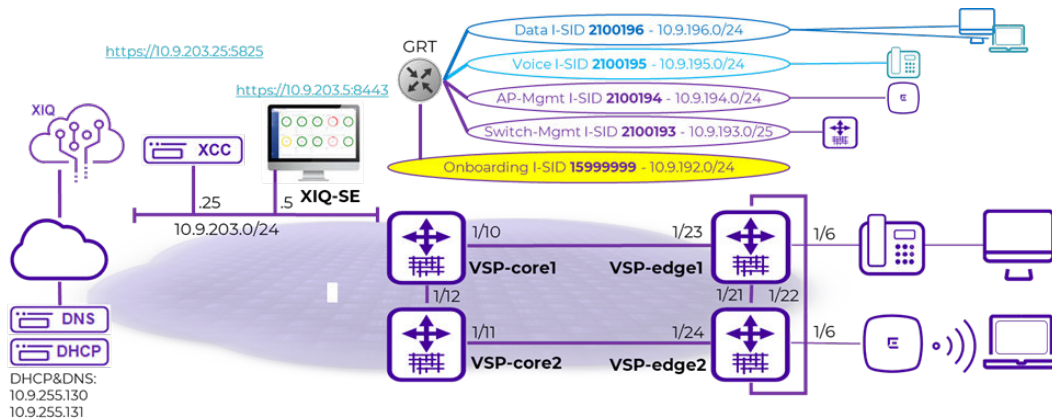 https://10.9.203.25:5825
GRT
Data I-SID 2100196 - 10.9.196.0/24
Voice I-SID 2100195 - 10.9.195.0/24
https://10.9.203.5:8443
AP-Mgmt I-SID 2100194 - 10.9.194.0/24
XIQ
Switch-Mgmt I-SID 2100193 - 10.9.193.0/25
XCC
Onboarding I-SID 15999999 - 10.9.192.0/24
XIQ-SE
.25
.5
10.9.203.0/24
1/10
1/23
1/6
VSP-core1
VSP-edge1
1/12
1/21
1/22
DNS
1/11
1/24
1/6
DHCP
VSP-core2
VSP-edge2
DHCP&DNS:
10.9.255.130
10.9.255.131